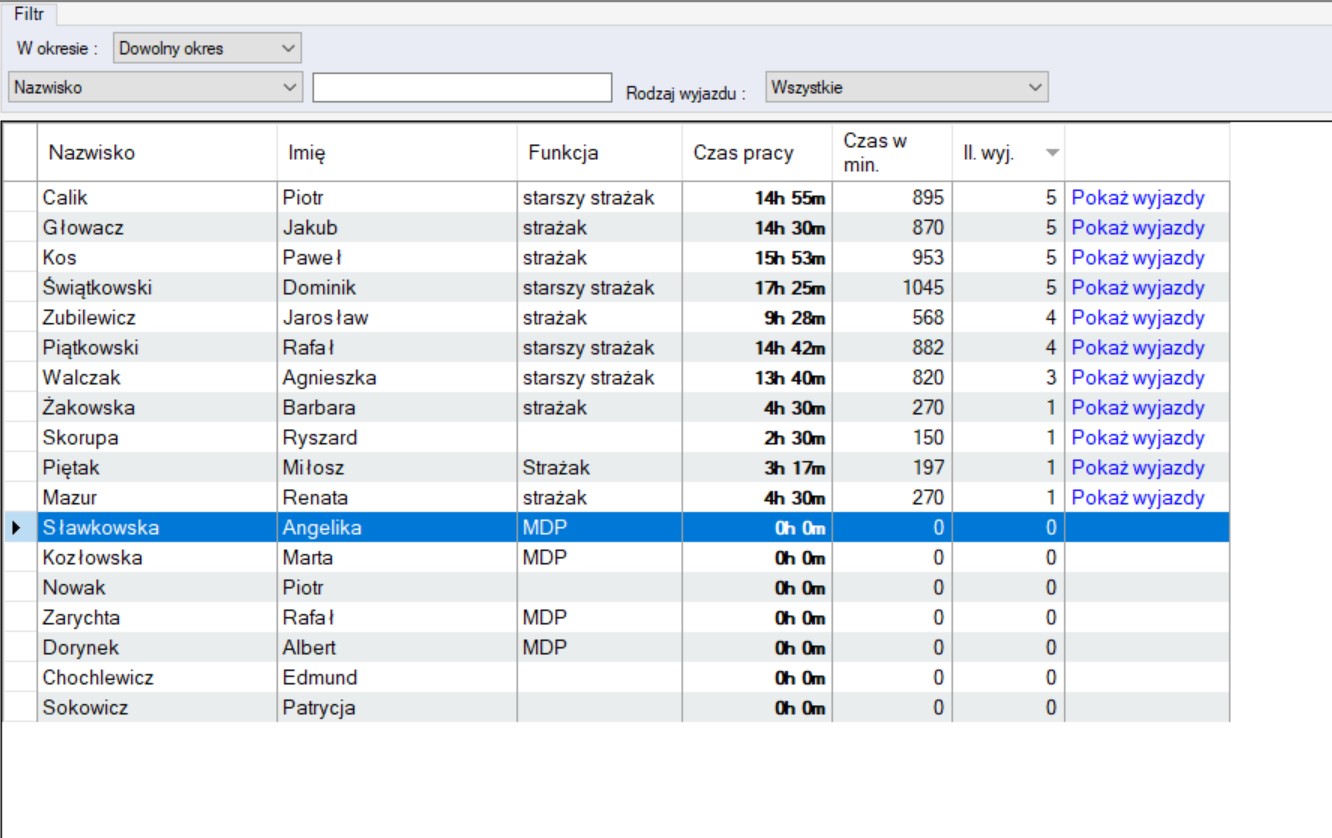 Filtr
W okresie : Dowolny okres
Nazwisko Rodzaj wyjazdu : Wszystkie
Nazwisko Imię Funkcja Czas pracy Czas w min. Il. wyj.
Calik Piotr starszy strażak 14h 55m 895 5 Pokaż wyjazdy
Głowacz Jakub strażak 14h 30m 870 5 Pokaż wyjazdy
Kos Paweł strażak 15h 53m 953 5 Pokaż wyjazdy
Świątkowski Dominik starszy strażak 17h 25m 1045 5 Pokaż wyjazdy
Zubilewicz Jarosław strażak 9h 28m 568 4 Pokaż wyjazdy
Piątkowski Rafał starszy strażak 14h 42m 882 4 Pokaż wyjazdy
Walczak Agnieszka starszy strażak 13h 40m 820 3 Pokaż wyjazdy
Żakowska Barbara strażak 4h 30m 270 1 Pokaż wyjazdy
Skorupa Ryszard 2h 30m 150 1 Pokaż wyjazdy
Piętak Miłosz Strażak 3h 17m 197 1 Pokaż wyjazdy
Mazur Renata strażak 4h 30m 270 1 Pokaż wyjazdy
Sławkowska Angelika MDP 0h 0m 0 0
Kozłowska Marta MDP 0h 0m 0 0
Nowak Piotr 0h 0m 0 0
Zarychta Rafał MDP 0h 0m 0 0
Dorynek Albert MDP 0h 0m 0 0
Chochlewicz Edmund 0h 0m 0 0
Sokowicz Patrycja 0h 0m 0 0